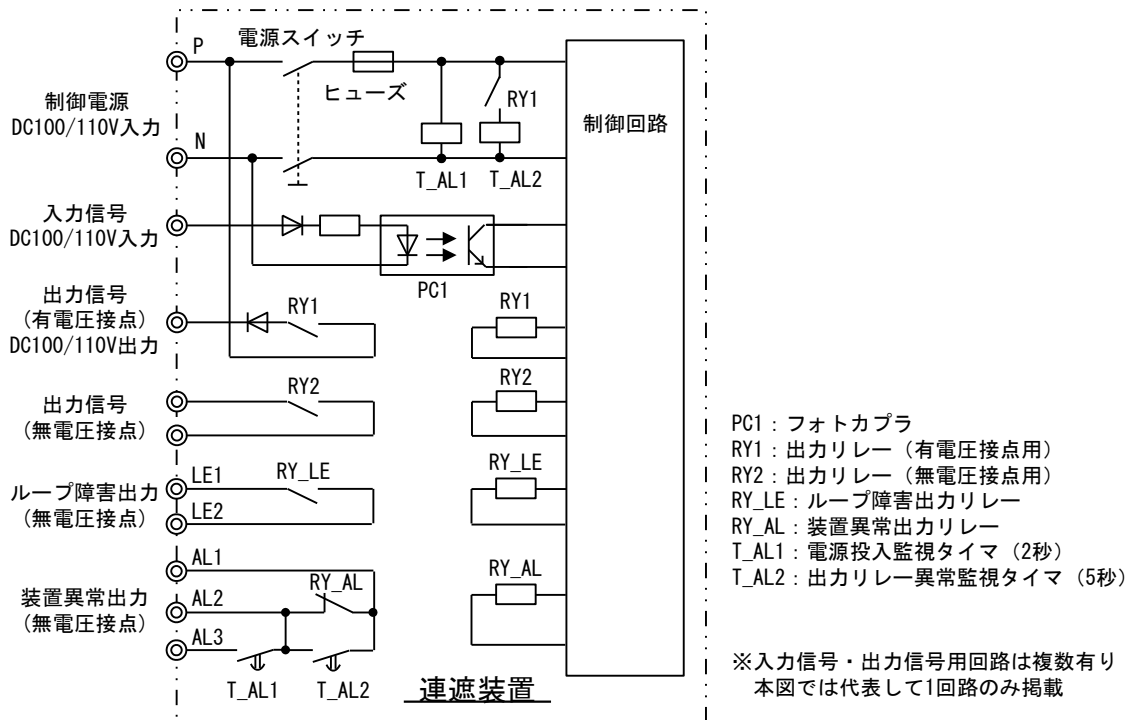 電源スイッチ
P
ヒューズ
RY1
制御回路
制御電源
DC100/110V入力
N
T_AL1
T_AL2
入力信号
DC100/110V入力
PC1
出力信号
(有電圧接点)
DC100/110V出力
RY1
RY1
出力信号
(無電圧接点)
RY2
RY2
ループ障害出力
(無電圧接点)
LE1
LE2
RY_LE
RY_LE
装置異常出力
(無電圧接点)
AL1
AL2
AL3
RY_AL
RY_AL
T_AL1
T_AL2
連遮装置
PC1：フォトカプラ
RY1：出力リレー（有電圧接点用）
RY2：出力リレー（無電圧接点用）
RY_LE：ループ障害出力リレー
RY_AL：装置異常出力リレー
T_AL1：電源投入監視タイマ（2秒）
T_AL2：出力リレー異常監視タイマ（5秒）
※入力信号・出力信号用回路は複数有り
本図では代表して1回路のみ掲載